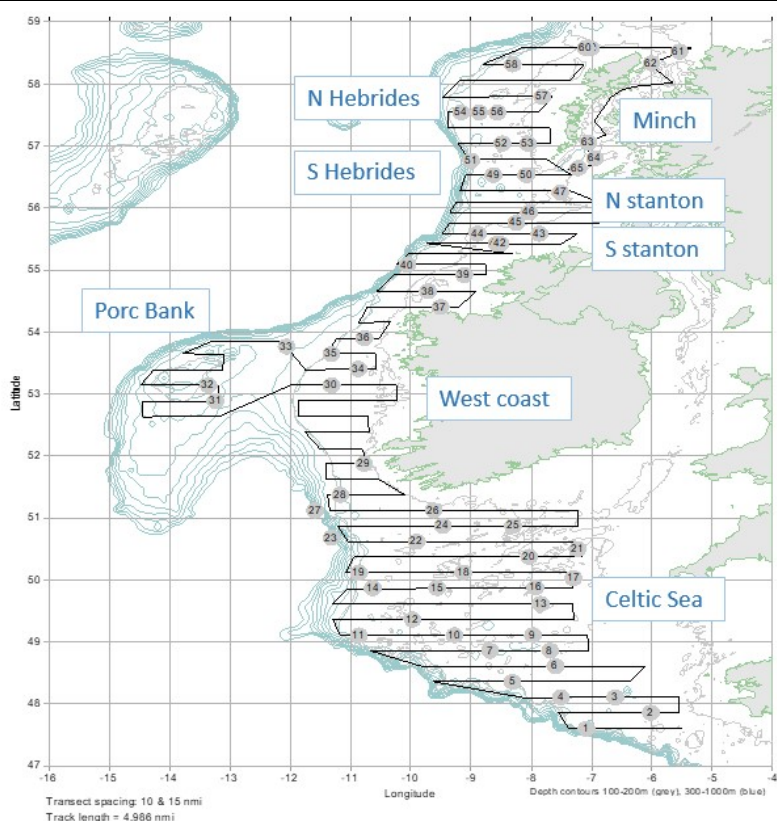 59
58
57
56
55
54
53
52
51
50
49
48
47
Latitude
-16 -15 -14 -13 -12 -11 -10 -9 -8 -7 -6 -5 -4
Longitude
60 61
58 62
N Hebrides
57
54 55 56
Minch
52 53 63
51 64
S Hebrides
49 50 65
47
N stanton
46
45
44 43
42
S stanton
40
39
38
37
Porc Bank
36
33
35
34
32 30
31
West coast
29
28
27 26
24 25
23 22
21
20
19 18
17
14 15 16
Celtic Sea
13
12
11 10 9
7 8
6
5
4 3
2
1
Transect spacing: 10 & 15 nmi
Track length = 4.986 nmi
Depth contours 100-200m (grey), 300-1000m (blue)